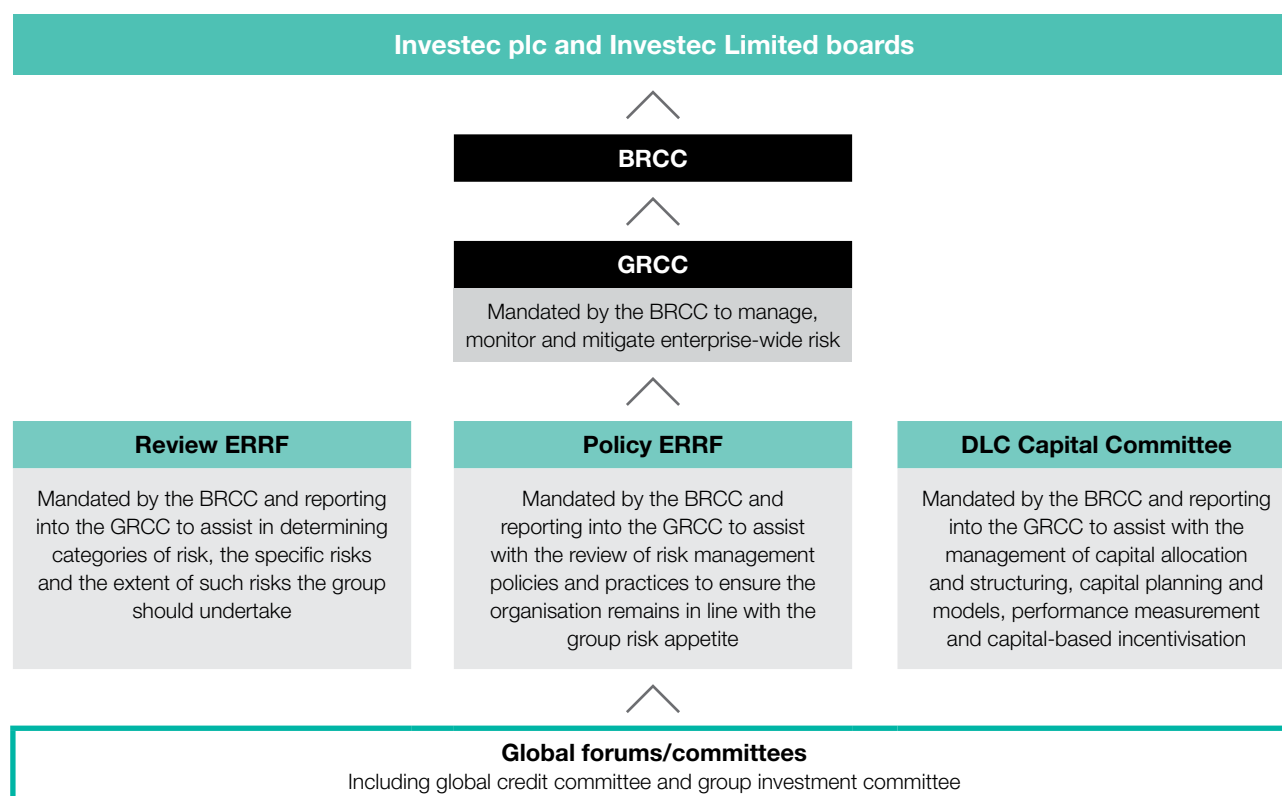 Investec plc and Investec Limited boards
BRCC
GRCC
Mandated by the BRCC to manage,
monitor and mitigate enterprise-wide risk
Review ERRF
Mandated by the BRCC and reporting
into the GRCC to assist in determining
categories of risk, the specific risks
and the extent of such risks the group
should undertake
Policy ERRF
Mandated by the BRCC and
reporting into the GRCC to assist
with the review of risk management
policies and practices to ensure the
organisation remains in line with the
group risk appetite
DLC Capital Committee
Mandated by the BRCC and reporting
into the GRCC to assist with the
management of capital allocation
and structuring, capital planning and
models, performance measurement
and capital-based incentivisation
Global forums/committees
Including global credit committee and group investment committee